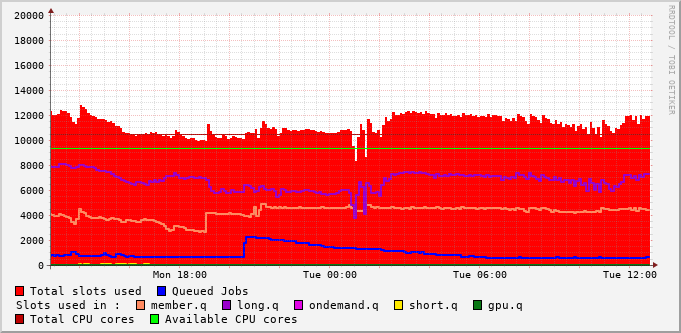 20000
18000
16000
14000
12000
10000
8000
6000
4000
2000
0
Mon 18:00 Tue 00:00 Tue 06:00 Tue 12:00
RRDTOOL / TOBI OETIKER
Total slots used Queued Jobs
Slots used in : member.q long.q ondemand.q short.q gpu.q
Total CPU cores Available CPU cores